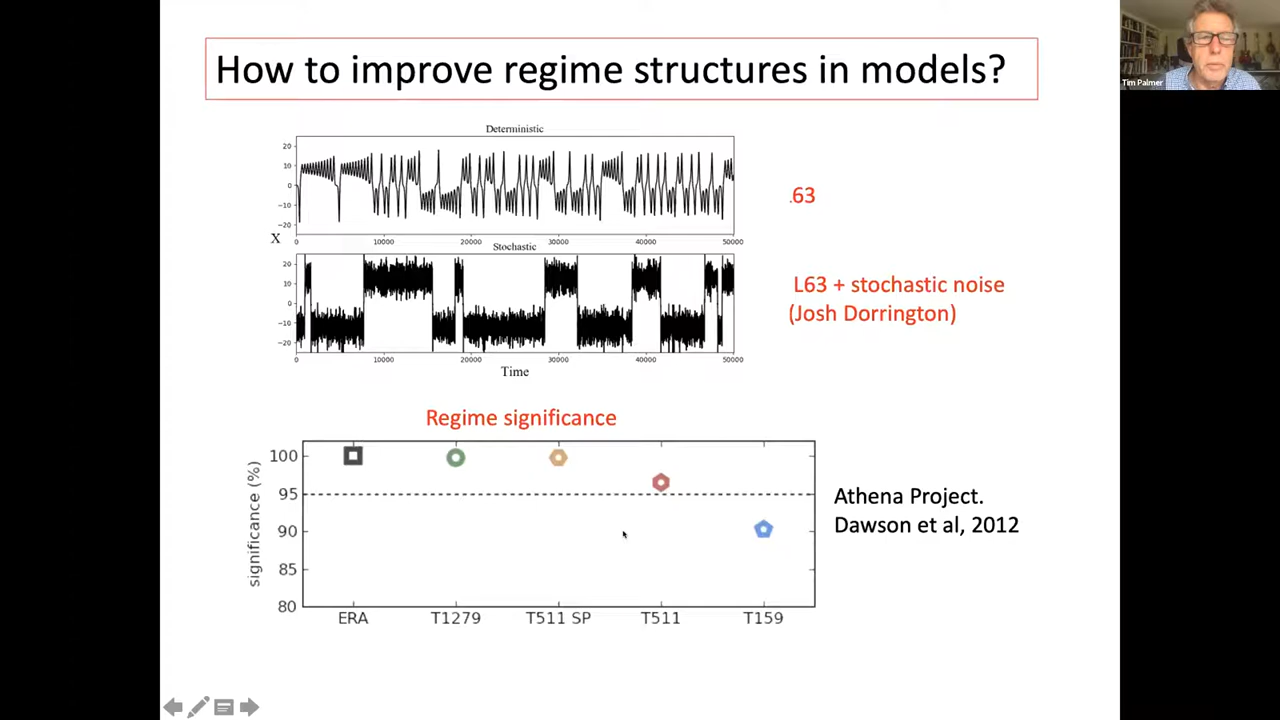 How to improve regime structures in models?
Tim Palmer
Deterministic
20
10
0
−10
−20
0 10000 20000 30000 40000 50000
X
.63
Stochastic
20
10
0
−10
−20
0 10000 20000 30000 40000 50000
Time
L63 + stochastic noise
(Josh Dorrington)
Regime significance
significance (%)
100
95
90
85
80
ERA T1279 T511 SP T511 T159
Athena Project.
Dawson et al, 2012